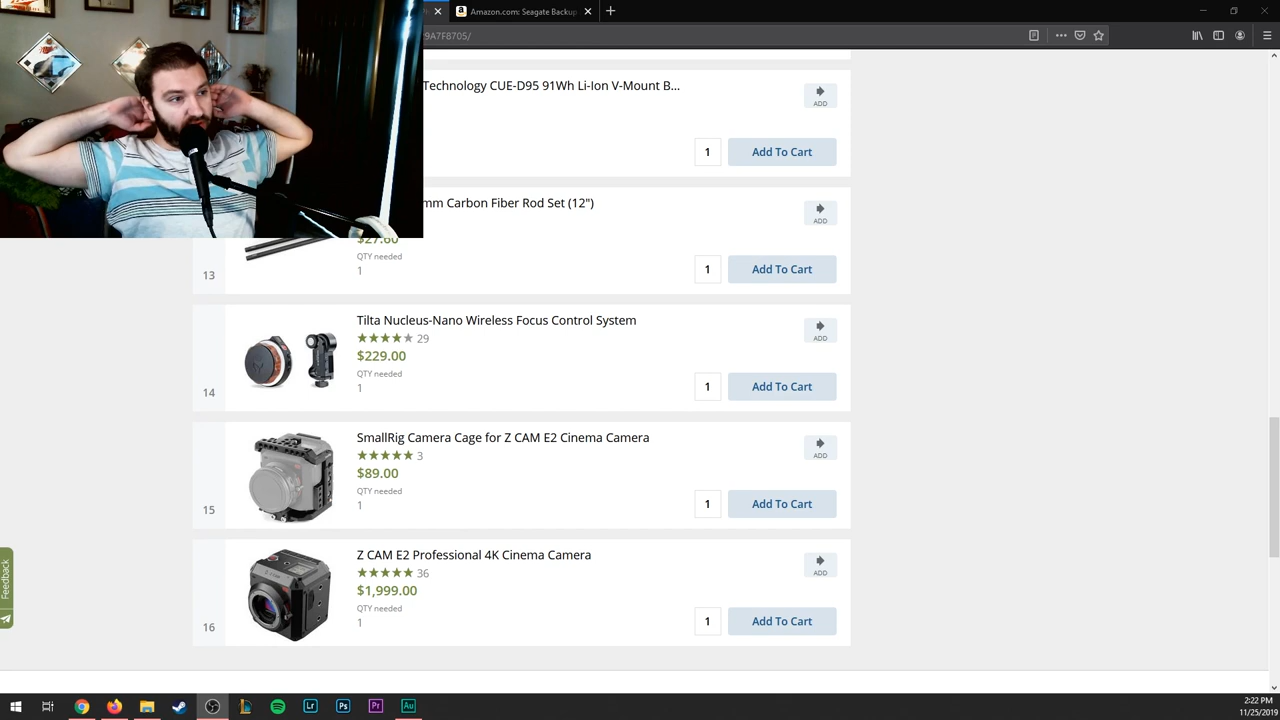 Amazon.com: Seagate Backup
9A7F8705/
Technology CUE-D95 91Wh Li-Ion V-Mount B...
ADD
1
Add To Cart
mm Carbon Fiber Rod Set (12")
ADD
$27.60
QTY needed
1
13
1
Add To Cart
Tilta Nucleus-Nano Wireless Focus Control System
29
ADD
$229.00
QTY needed
1
14
1
Add To Cart
SmallRig Camera Cage for Z CAM E2 Cinema Camera
3
ADD
$89.00
QTY needed
1
15
1
Add To Cart
Z CAM E2 Professional 4K Cinema Camera
36
ADD
$1,999.00
QTY needed
1
16
1
Add To Cart
Feedback
Lr
Ps
Pr
Au
2:22 PM
11/25/2019